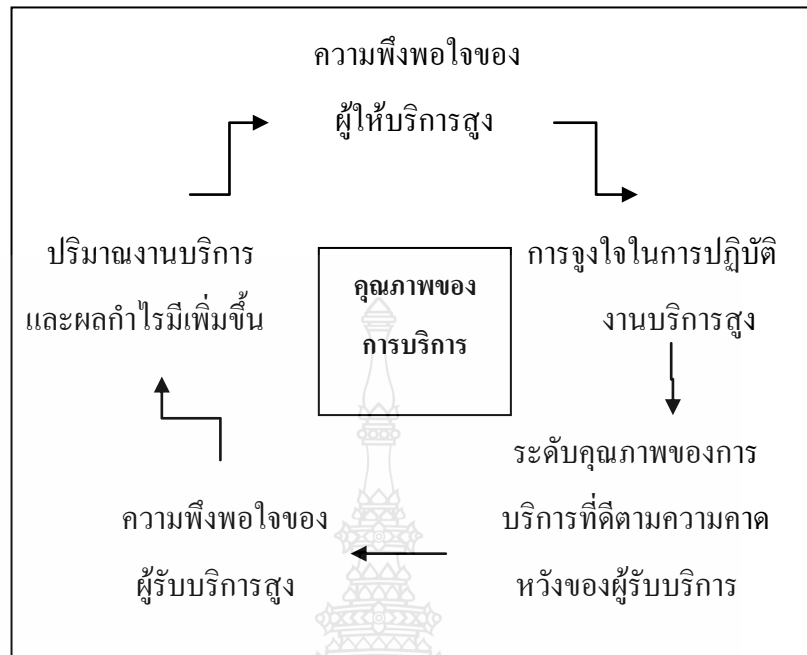 ความพึงพอใจของ
ผู้ให้บริการสูง
ปริมาณงานบริการ
และผลกำไรมีเพิ่มขึ้น
คุณภาพของ
การบริการ
การจูงใจในการปฏิบัติ
งานบริการสูง
ระดับคุณภาพของการ
บริการที่ดีตามความคาด
หวังของผู้รับบริการ
ความพึงพอใจของ
ผู้รับบริการสูง